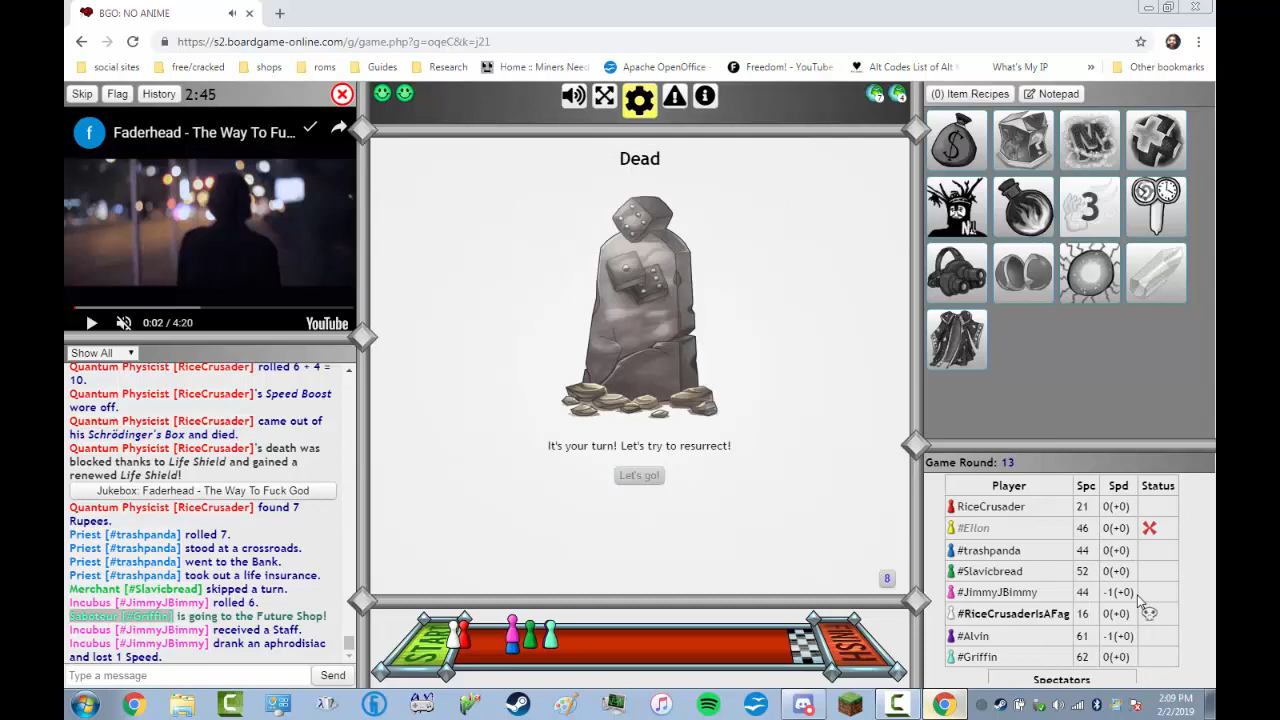 BGO: NO ANIME
https://s2.boardgame-online.com/g/game.php?g=oqeC&k=j21
social sites
free/cracked
shops
roms
Guides
Research
Home :: Miners Need
Apache OpenOffice -
Freedom! - YouTube
Alt Codes List of Alt
What's My IP
»
Other bookmarks
Skip
Flag
History
2:45
Faderhead - The Way To Fu...
0:02 / 4:20
YouTube
Show All
Quantum Physicist [RiceCrusader] rolled 6 + 4 =
10.
Quantum Physicist [RiceCrusader]'s Speed Boost
wore off.
Quantum Physicist [RiceCrusader] came out of
his Schrödinger's Box and died.
Quantum Physicist [RiceCrusader]'s death was
blocked thanks to Life Shield and gained a
renewed Life Shield!
Jukebox: Faderhead - The Way To Fuck God
Quantum Physicist [RiceCrusader] found 7
Rupees.
Priest [#trashpanda] rolled 7.
Priest [#trashpanda] stood at a crossroads.
Priest [#trashpanda] went to the Bank.
Priest [#trashpanda] took out a life insurance.
Merchant [#Slavicbread] skipped a turn.
Incubus [#JimmyJBimmy] rolled 6.
Saboteur [#Griffin] is going to the Future Shop!
Incubus [#JimmyJBimmy] received a Staff.
Incubus [#JimmyJBimmy] drank an aphrodisiac
and lost 1 Speed.
Type a message
Send
7
4
Dead
It's your turn! Let's try to resurrect!
Let's go!
8
START
FINISH
(0) Item Recipes
Notepad
3
Game Round: 13
Player Spc Spd Status
RiceCrusader 21 0(+0)
#Ellon 46 0(+0)
#trashpanda 44 0(+0)
#Slavicbread 52 0(+0)
#JimmyJBimmy 44 -1(+0)
#RiceCrusaderIsAFag 16 0(+0)
#Alvin 61 -1(+0)
#Griffin 62 0(+0)
Spectators
2:09 PM
2/2/2019